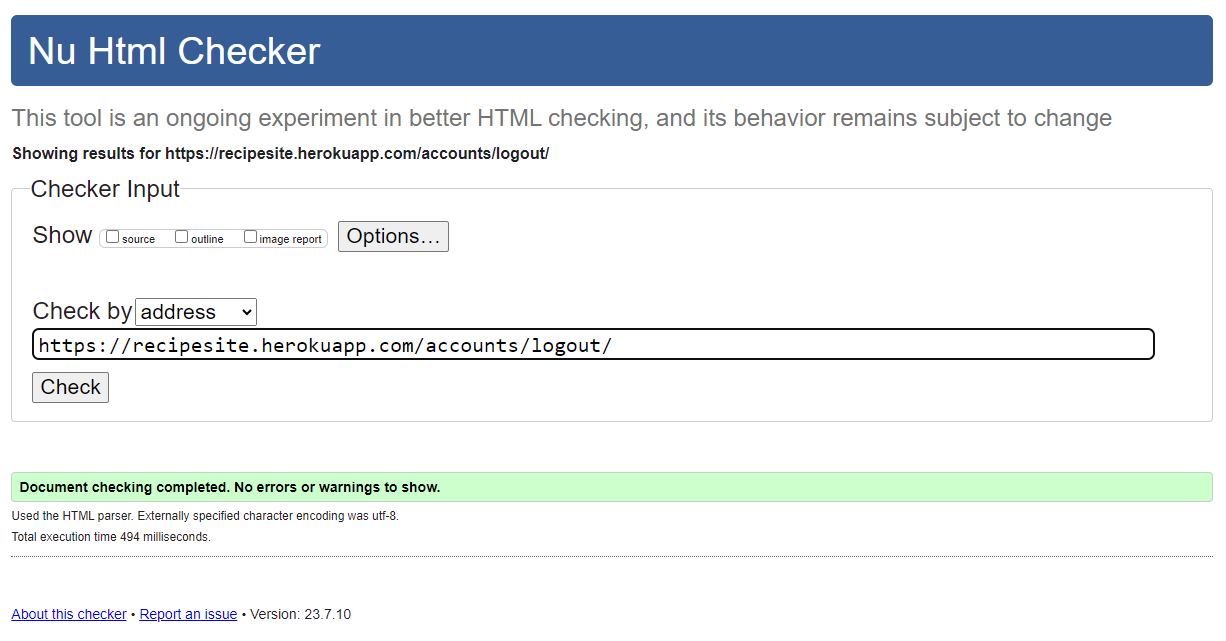 Nu Html Checker
This tool is an ongoing experiment in better HTML checking, and its behavior remains subject to change
Showing results for https://recipesite.herokuapp.com/accounts/logout/
Checker Input
Show source outline image report Options...
Check by address
https://recipesite.herokuapp.com/accounts/logout/
Check
Document checking completed. No errors or warnings to show.
Used the HTML parser. Externally specified character encoding was utf-8.
Total execution time 494 milliseconds.
About this checker • Report an issue • Version: 23.7.10